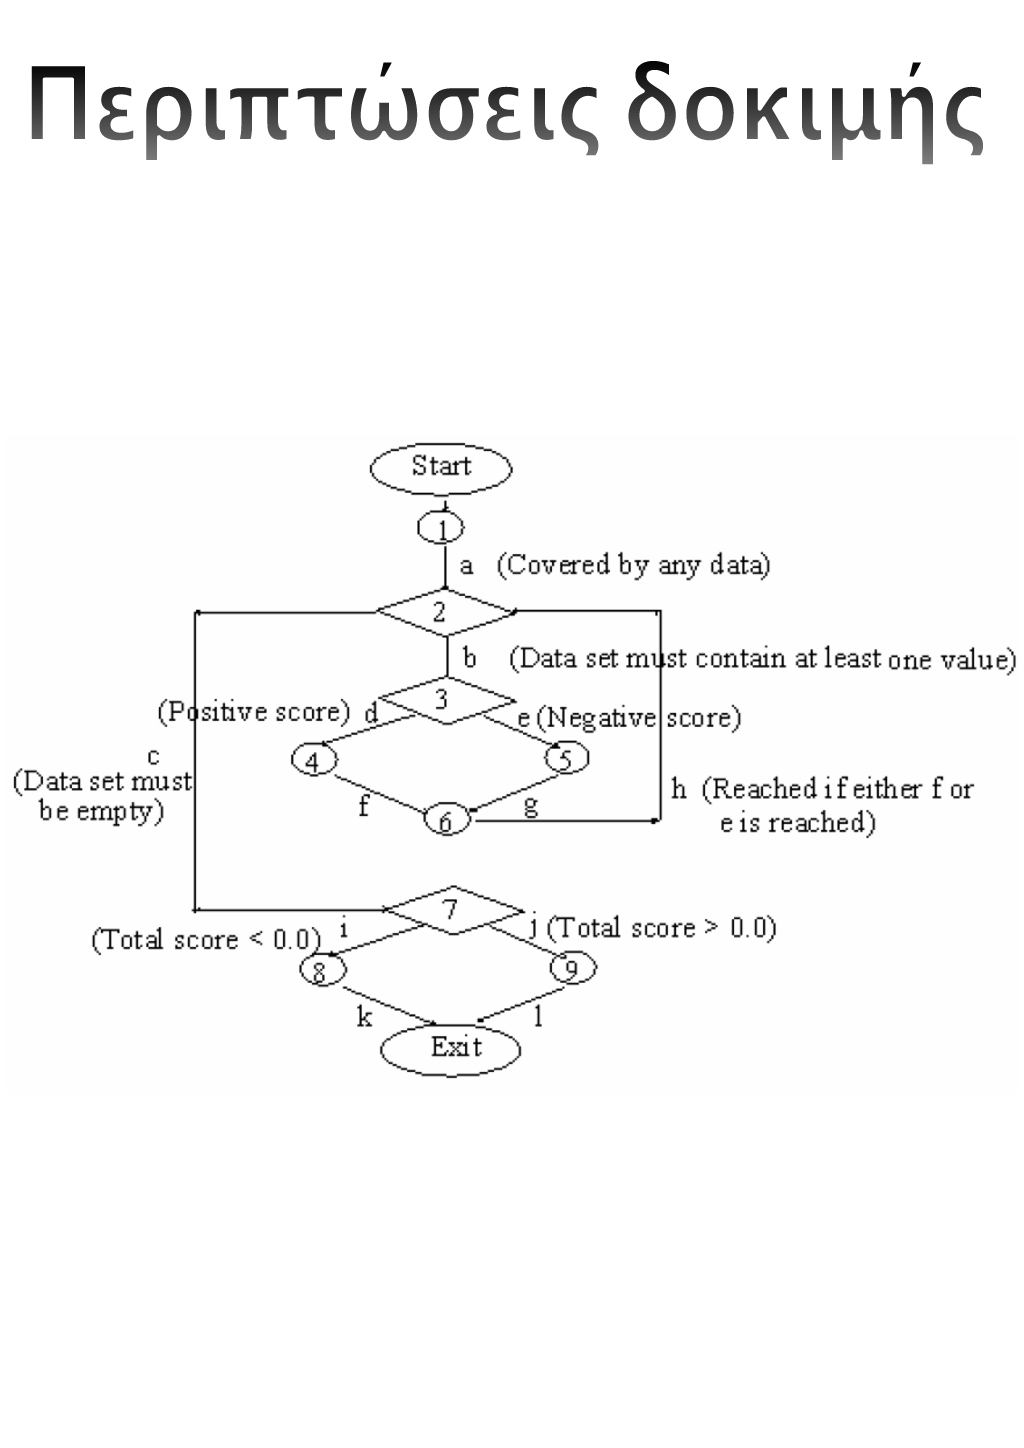 Περιπτώσεις δοκιμής
Start
1
a (Covered by any data)
2
b (Data set must contain at least one value)
3
(Positive score) d
e (Negative score)
c
(Data set must
be empty)
4
5
f
g
6
h (Reached if either f or
e is reached)
7
(Total score < 0.0) i
j (Total score > 0.0)
8
9
k
l
Exit